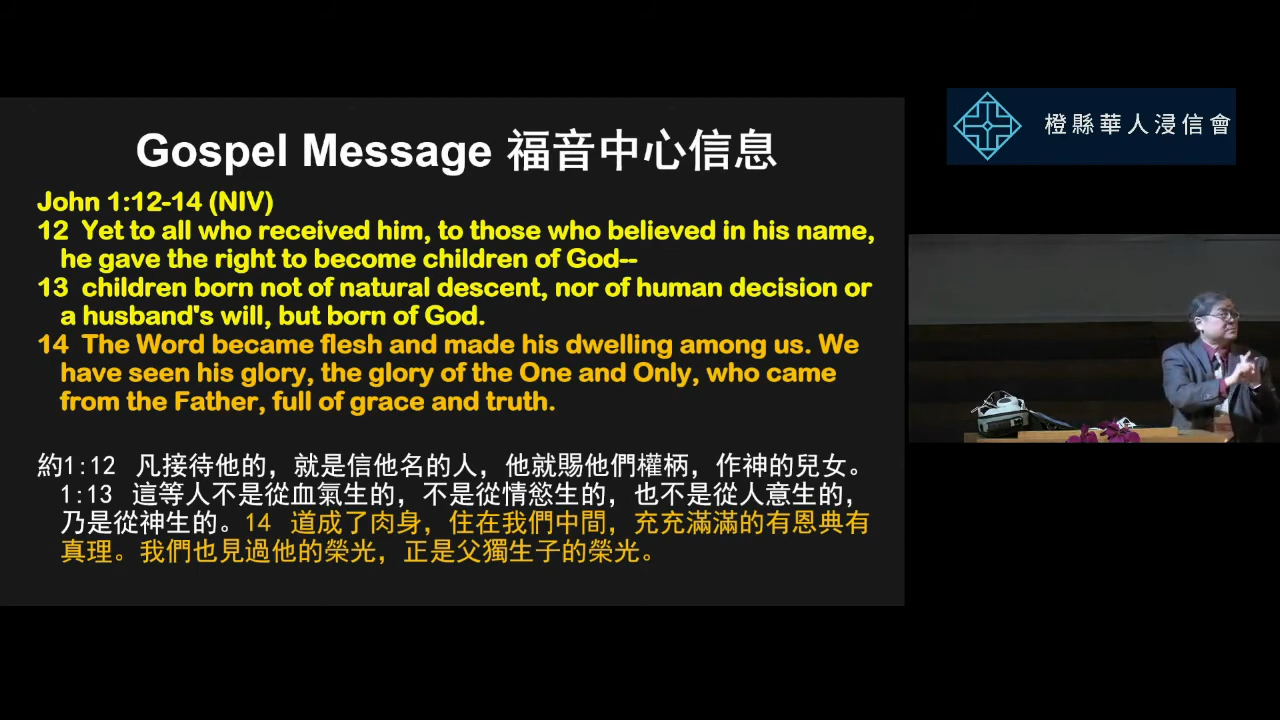 Gospel Message 福音中心信息
John 1:12-14 (NIV)
12 Yet to all who received him, to those who believed in his name,
he gave the right to become children of God--
13 children born not of natural descent, nor of human decision or
a husband's will, but born of God.
14 The Word became flesh and made his dwelling among us. We
have seen his glory, the glory of the One and Only, who came
from the Father, full of grace and truth.
約1:12 凡接待他的，就是信他名的人，他就賜他們權柄，作神的兒女。
1:13 這等人不是從血氣生的，不是從情慾生的，也不是從人意生的，
乃是從神生的。14 道成了肉身，住在我們中間，充充滿滿的有恩典有
真理。我們也見過他的榮光，正是父獨生子的榮光。
橙縣華人浸信會